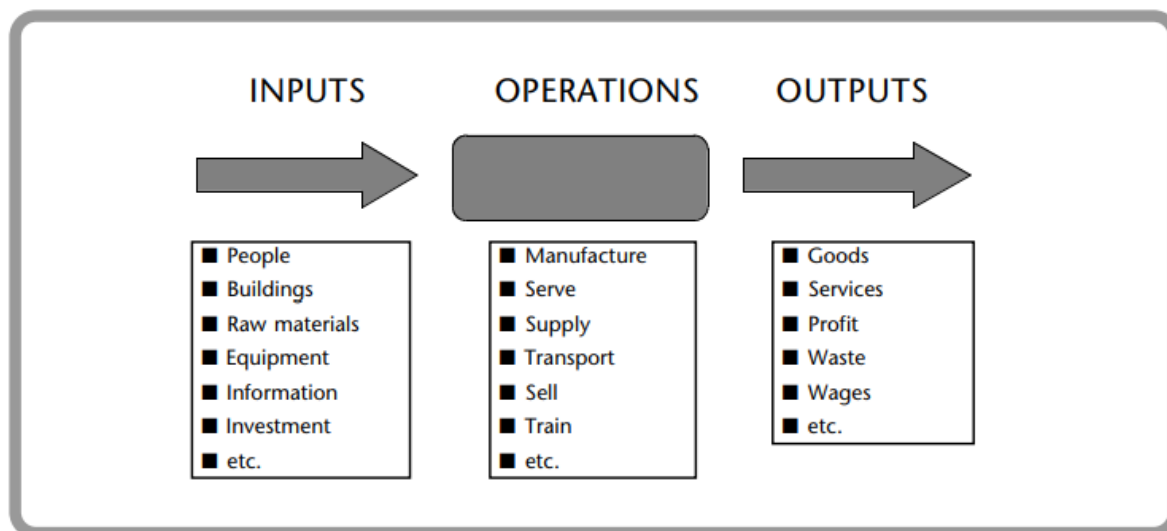 INPUTS
OPERATIONS
OUTPUTS
■ People
■ Buildings
■ Raw materials
■ Equipment
■ Information
■ Investment
■ etc.
■ Manufacture
■ Serve
■ Supply
■ Transport
■ Sell
■ Train
■ etc.
■ Goods
■ Services
■ Profit
■ Waste
■ Wages
■ etc.